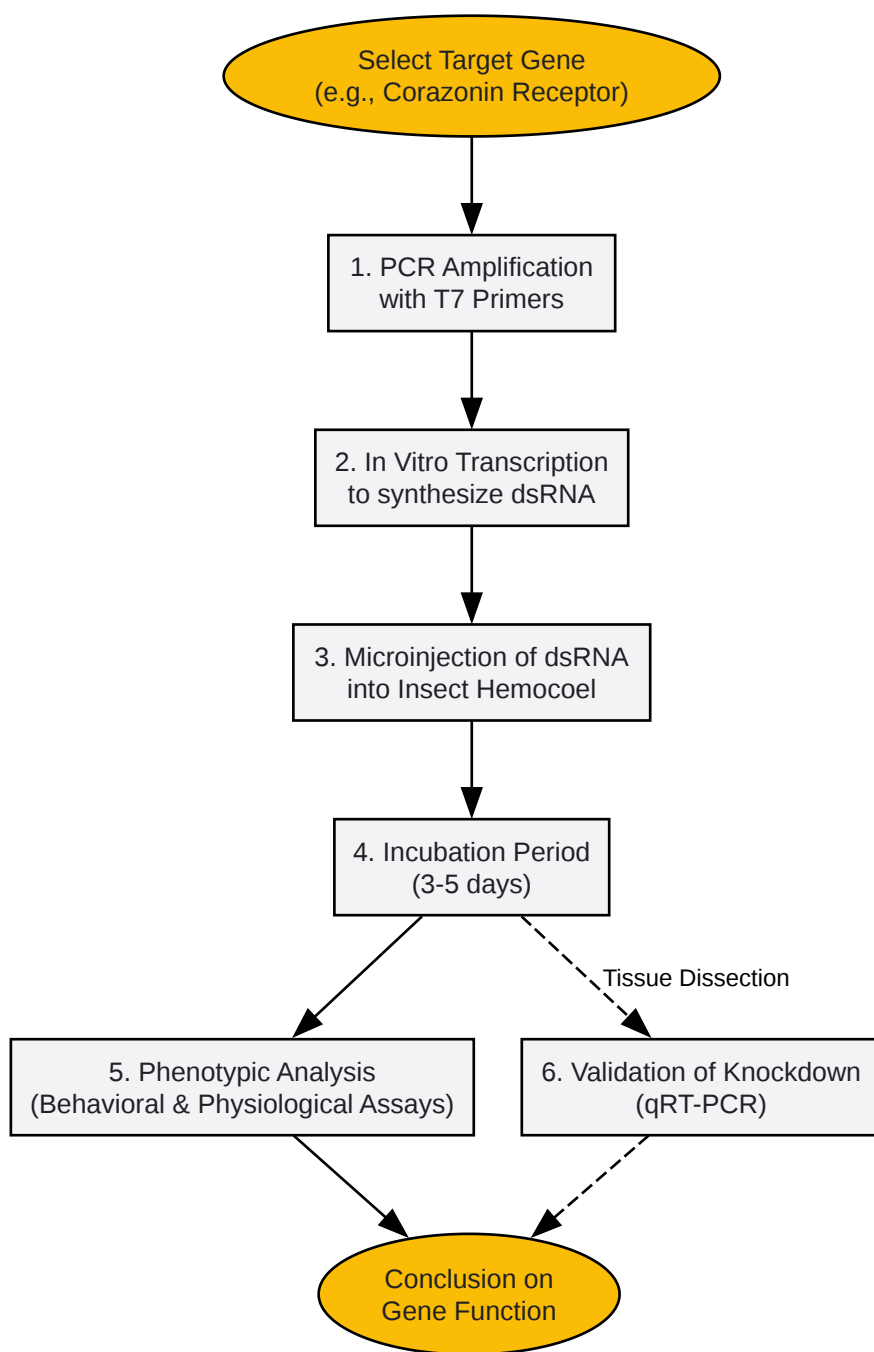 Select Target Gene
(e.g., Corazonin Receptor)
1. PCR Amplification
with T7 Primers
2. In Vitro Transcription
to synthesize dsRNA
3. Microinjection of dsRNA
into Insect Hemocoel
4. Incubation Period
(3-5 days)
Tissue Dissection
5. Phenotypic Analysis
(Behavioral & Physiological Assays)
6. Validation of Knockdown
(qRT-PCR)
Conclusion on
Gene Function